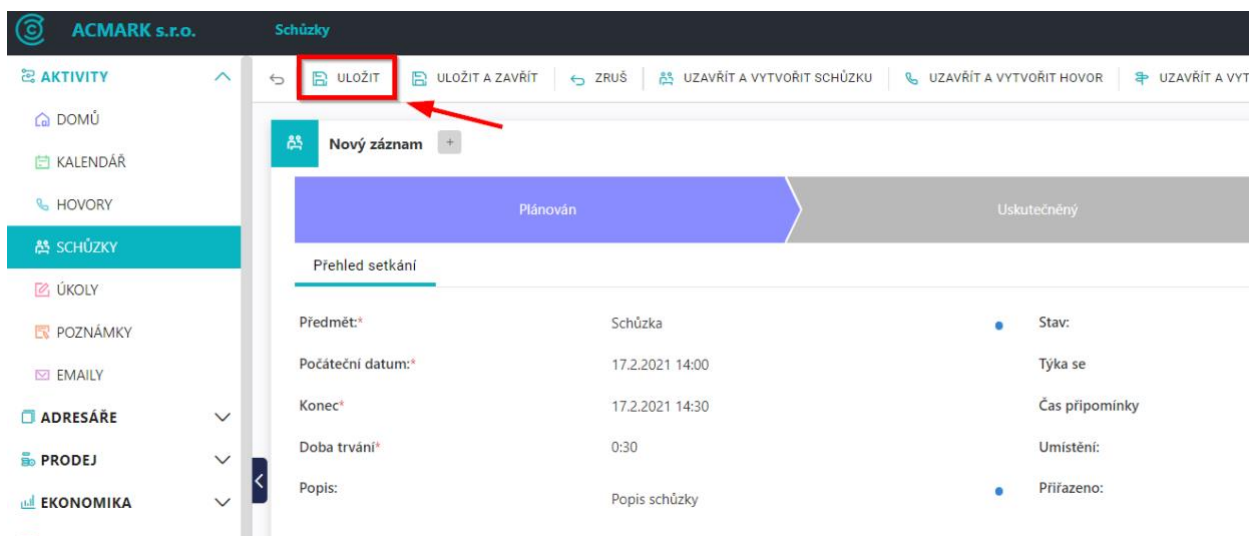 ACMARK s.r.o. Schůzky
AKTIVITY
ULOŽIT ULOŽIT A ZAVŘÍT ZRUŠ UZAVŘÍT A VYTVOŘIT SCHŮZKU UZAVŘÍT A VYTVOŘIT HOVOR UZAVŘÍT A VYT
DOMŮ
KALENDÁŘ
HOVORY
SCHŮZKY
ÚKOLY
POZNÁMKY
EMAILY
ADRESÁŘE
PRODEJ
EKONOMIKA
Nový záznam +
Plánován Uskutečněný
Přehled setkání
Předmět:* Schůzka Stav:
Počáteční datum:* 17.2.2021 14:00 Týka se
Konec* 17.2.2021 14:30 Čas připomínky
Doba trvání* 0:30 Umístění:
Popis: Popis schůzky Přiřazeno: